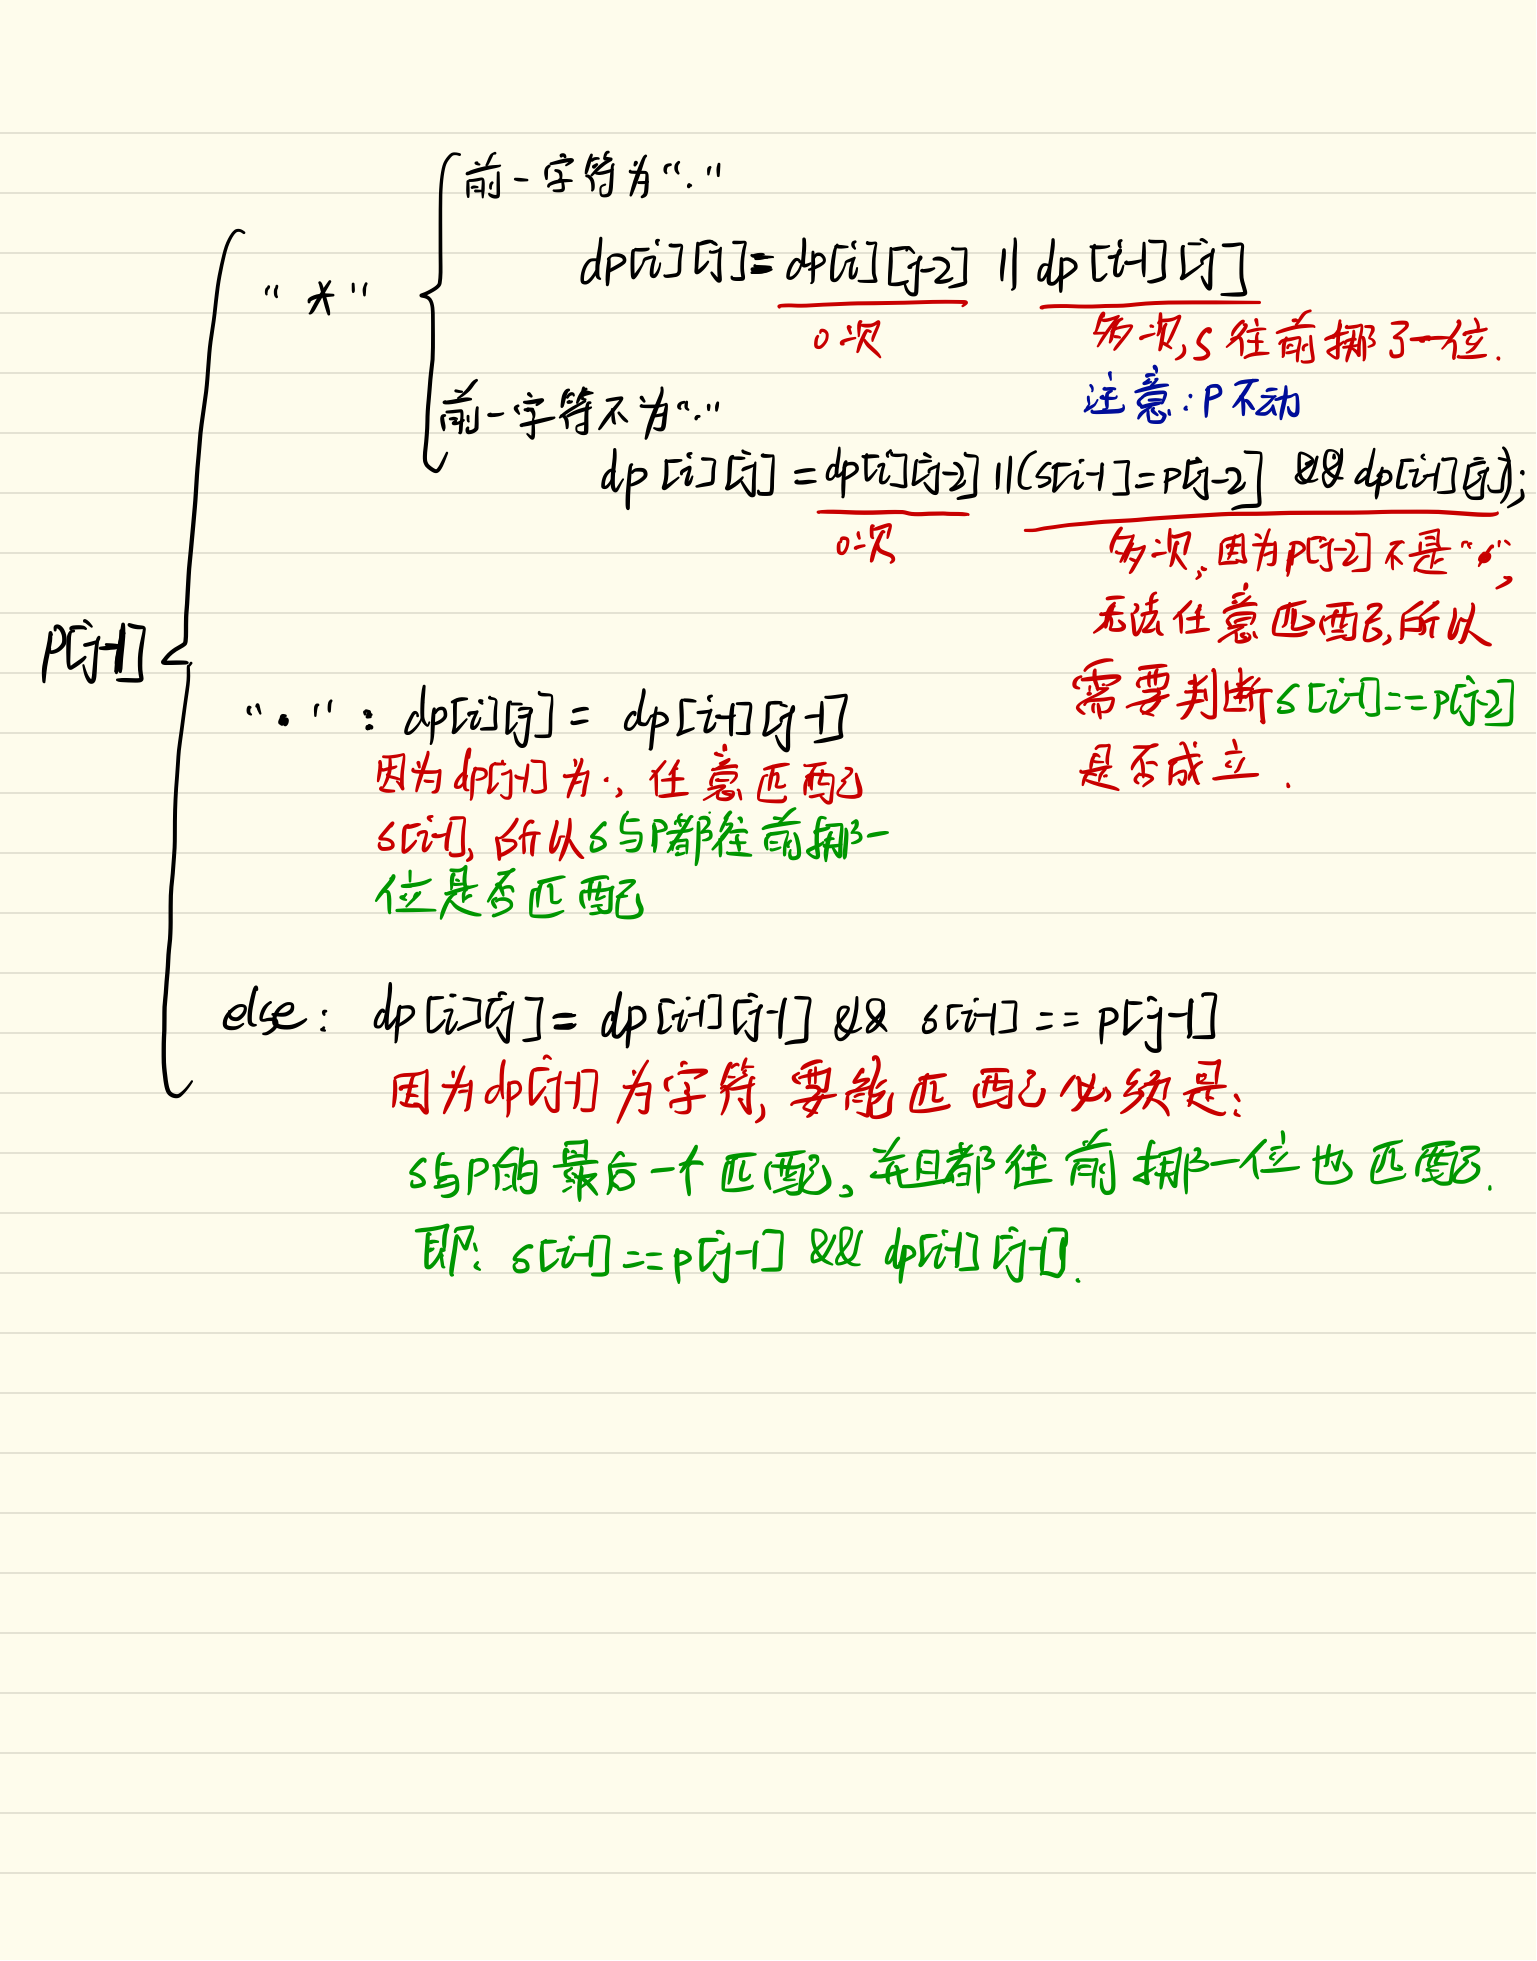 前一字符为“.”
“*”
dp[i][j]=dp[i][j-2] || dp[i-1][j]
0次
多次,s往前挪了一位.
注意:P不动
前一字符不为“.”
dp[i][j]=dp[i][j-2] ||(s[i-1]=p[j-2] && dp[i-1][j]);
0次
多次,因为p[j-2]不是“.”,
无法任意匹配,所以
需要判断s[i-1]==p[j-2]
是否成立.
p[j-1]
“.”: dp[i][j]= dp[i-1][j-1]
因为dp[j-1]为.,任意匹配
s[i-1],所以s与P都往前挪一
位是否匹配
else: dp[i][j]= dp[i-1][j-1] && s[i-1]==p[j-1]
因为dp[j-1]为字符,要能匹配必须是:
s与P的最后一个匹配,并且都往前挪一位也匹配.
即: s[i-1]==p[j-1] && dp[i-1][j-1].